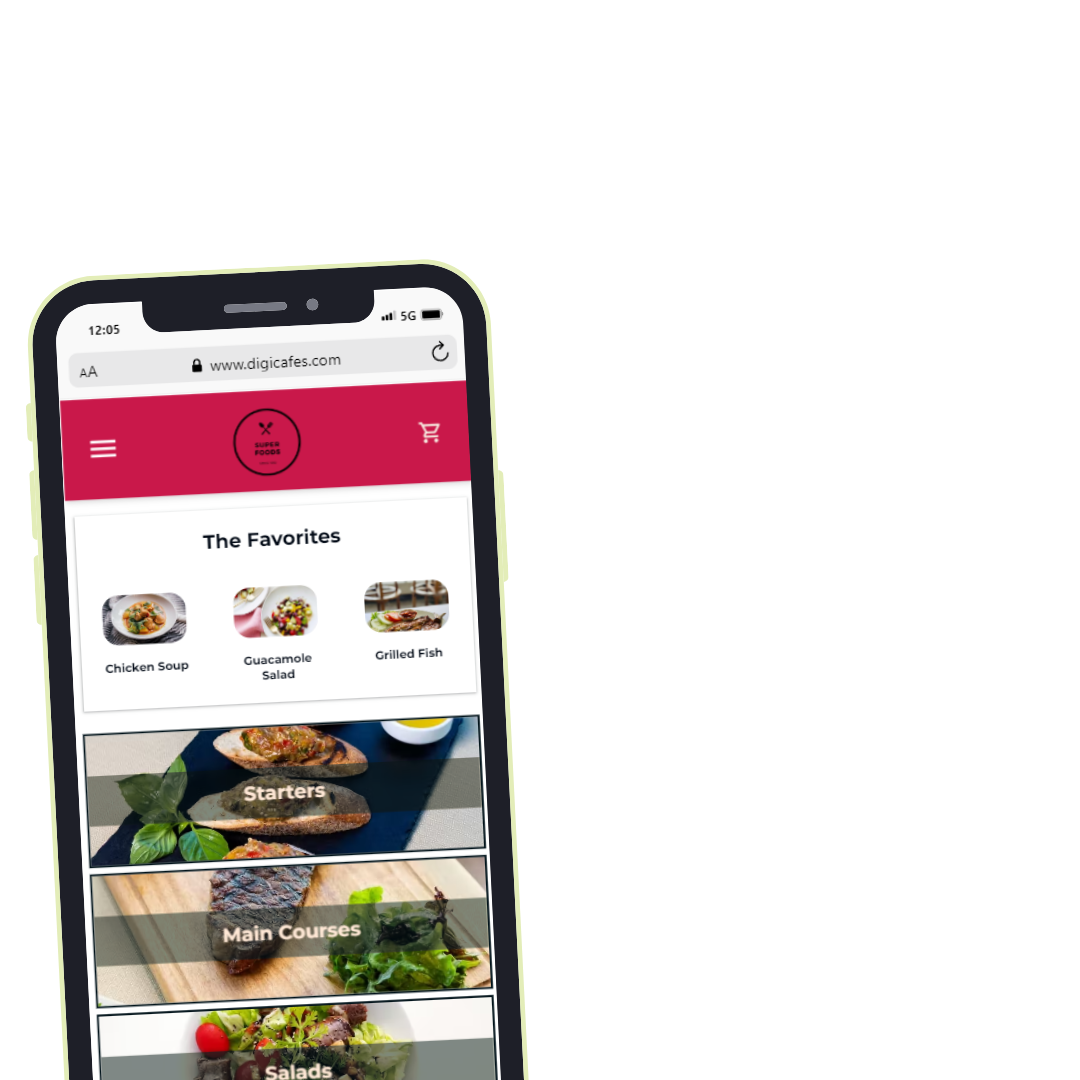 12:05
5G
AA
www.digicafes.com
SUPER
FOODS
The Favorites
Chicken Soup
Guacamole
Salad
Grilled Fish
Starters
Main Courses
Salads